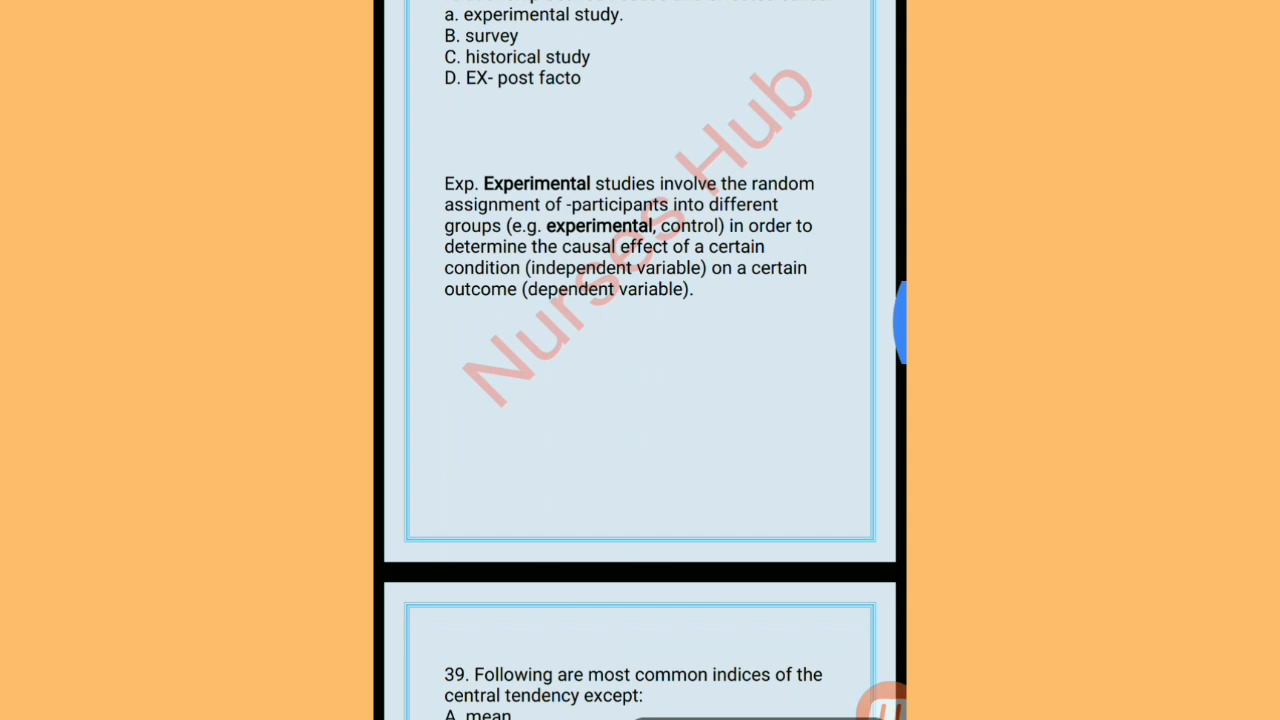 a. experimental study.
B. survey
C. historical study
D. EX- post facto
Exp. Experimental studies involve the random
assignment of -participants into different
groups (e.g. experimental, control) in order to
determine the causal effect of a certain
condition (independent variable) on a certain
outcome (dependent variable).
Nurses Hub
39. Following are most common indices of the
central tendency except:
A. mean